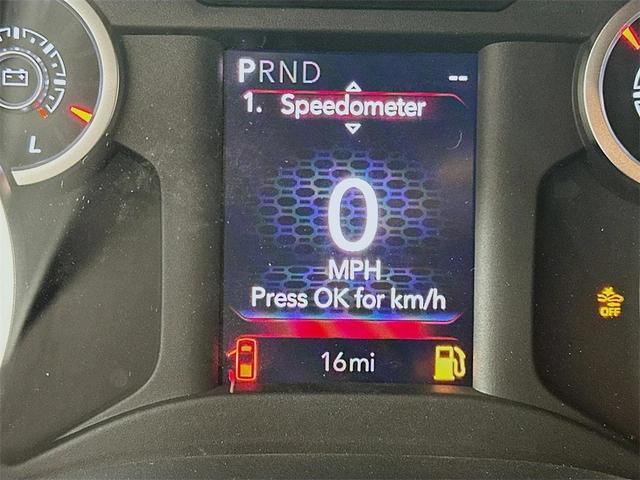 PRND
--
1. Speedometer
0
MPH
Press OK for km/h
16mi
L
OFF